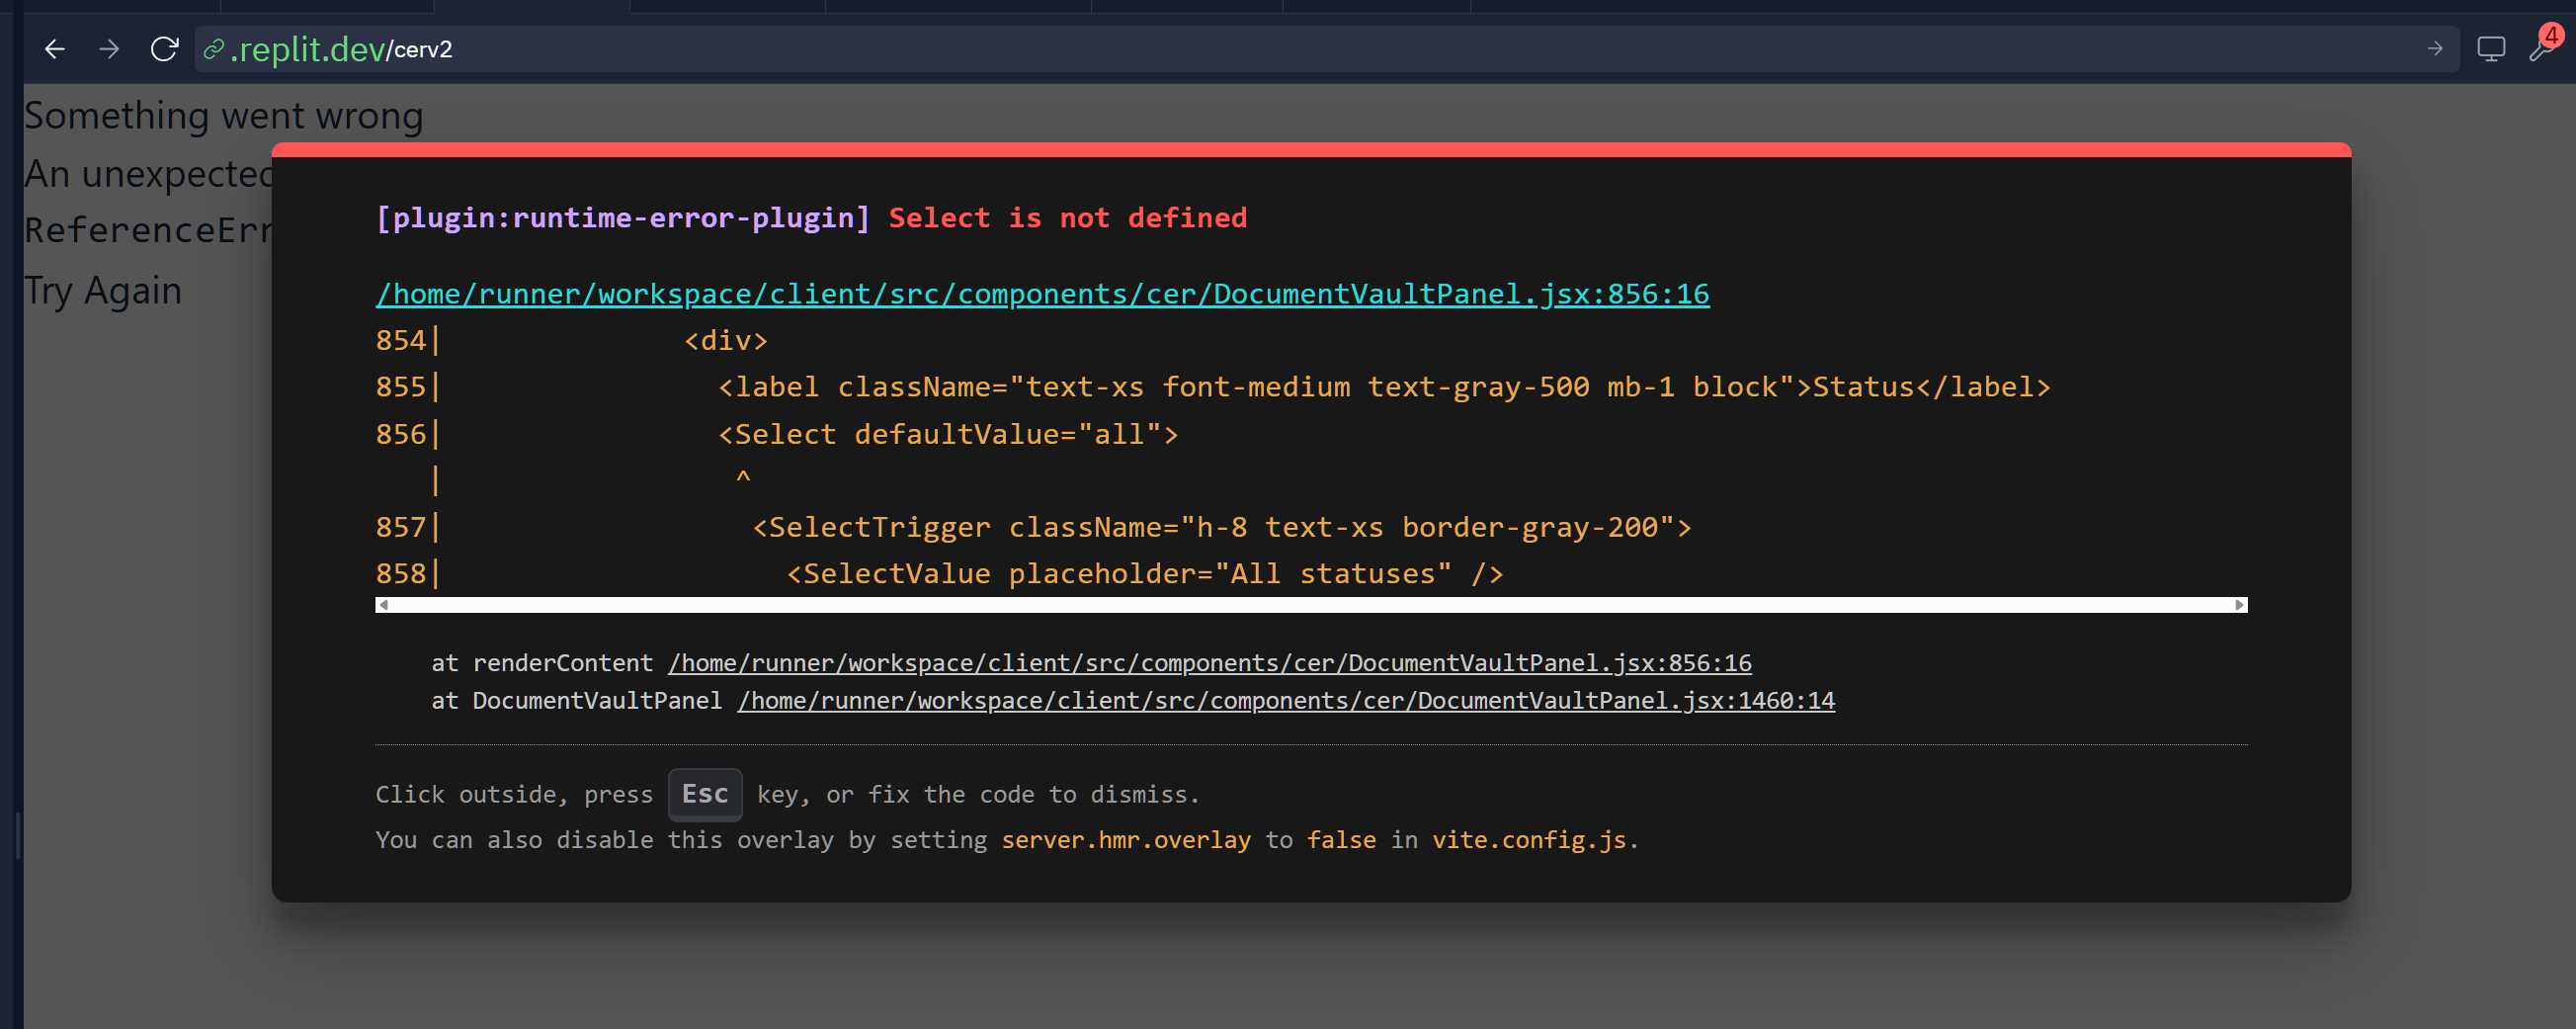 .replit.dev/cerv2
4
Something went wrong
An unexpected
ReferenceErr
Try Again
[plugin:runtime-error-plugin] Select is not defined
/home/runner/workspace/client/src/components/cer/DocumentVaultPanel.jsx:856:16
854|              <div>
855|                <label className="text-xs font-medium text-gray-500 mb-1 block">Status</label>
856|                <Select defaultValue="all">
   |                 ^
857|                  <SelectTrigger className="h-8 text-xs border-gray-200">
858|                    <SelectValue placeholder="All statuses" />
at renderContent /home/runner/workspace/client/src/components/cer/DocumentVaultPanel.jsx:856:16
at DocumentVaultPanel /home/runner/workspace/client/src/components/cer/DocumentVaultPanel.jsx:1460:14
Click outside, press Esc key, or fix the code to dismiss.
You can also disable this overlay by setting server.hmr.overlay to false in vite.config.js.